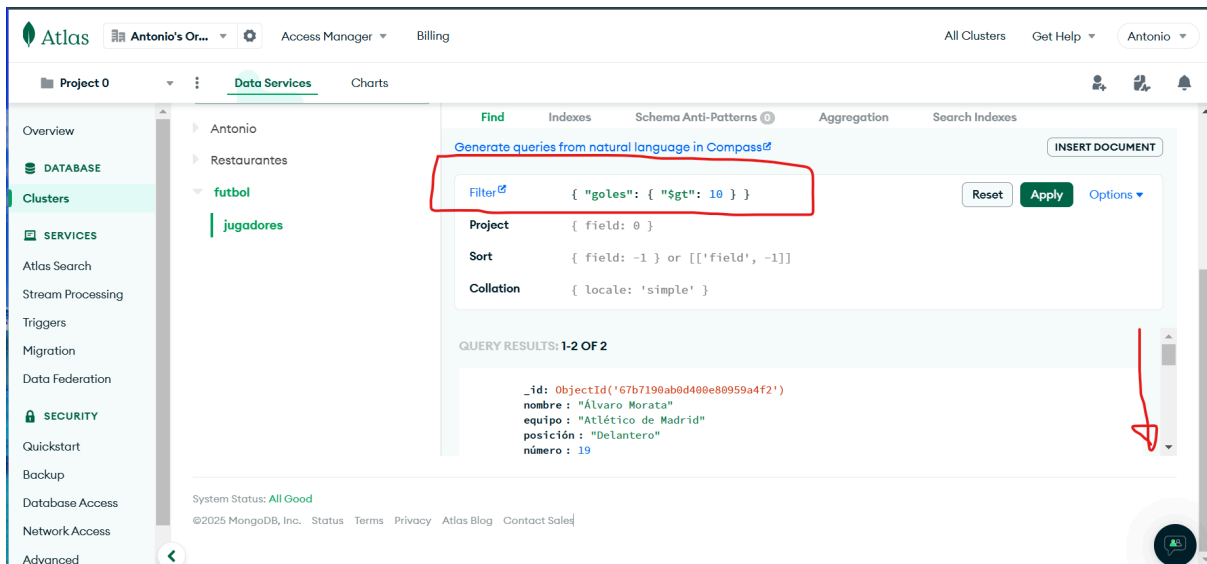 Atlas
Antonio's Or...
Access Manager
Billing
All Clusters
Get Help
Antonio
Project 0
Data Services
Charts
Overview
DATABASE
Clusters
SERVICES
Atlas Search
Stream Processing
Triggers
Migration
Data Federation
SECURITY
Quickstart
Backup
Database Access
Network Access
Advanced
Antonio
Restaurantes
futbol
jugadores
Find
Indexes
Schema Anti-Patterns 0
Aggregation
Search Indexes
Generate queries from natural language in Compass
INSERT DOCUMENT
Filter { "goles": { "$gt": 10 } }
Reset
Apply
Options
Project { field: 0 }
Sort { field: -1 } or [['field', -1]]
Collation { locale: 'simple' }
QUERY RESULTS: 1-2 OF 2
_id: ObjectId('67b7190ab0d400e80959a4f2')
nombre : "Álvaro Morata"
equipo : "Atlético de Madrid"
posición : "Delantero"
número : 19
System Status: All Good
©2025 MongoDB, Inc. Status Terms Privacy Atlas Blog Contact Sales